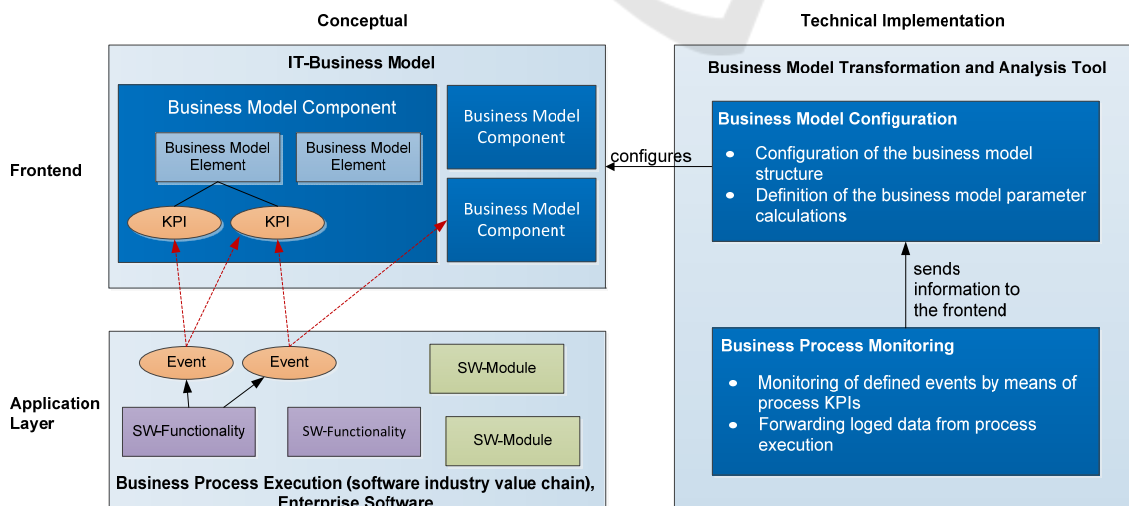 Conceptual
Technical Implementation
IT-Business Model
Business Model Component
Business Model
Element
Business Model
Element
KPI
KPI
Business Model
Component
Business Model
Component
Frontend
configures
Business Model Transformation and Analysis Tool
Business Model Configuration
• Configuration of the business model
structure
• Definition of the business model parameter
calculations
sends
information to
the frontend
Business Process Monitoring
• Monitoring of defined events by means of
process KPIs
• Forwarding loged data from process
execution
Application
Layer
Event
Event
SW-Module
SW-Functionality
SW-Functionality
SW-Module
Business Process Execution (software industry value chain),
Enterprise Software